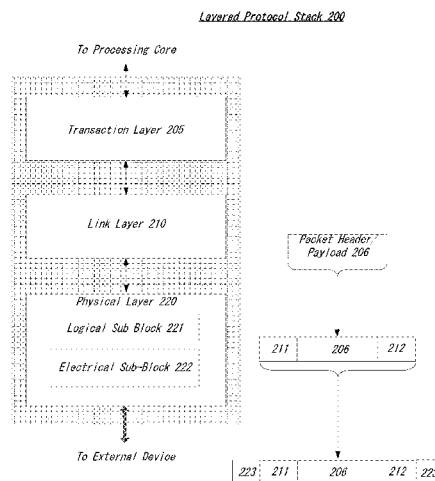 Layered Protocol Stack 200
To Processing Core
Transaction Layer 205
Link Layer 210
Packet Header/
Payload 206
Physical Layer 220
Logical Sub Block 221
Electrical Sub-Block 222
211 206 212
To External Device
223 211 206 212 223